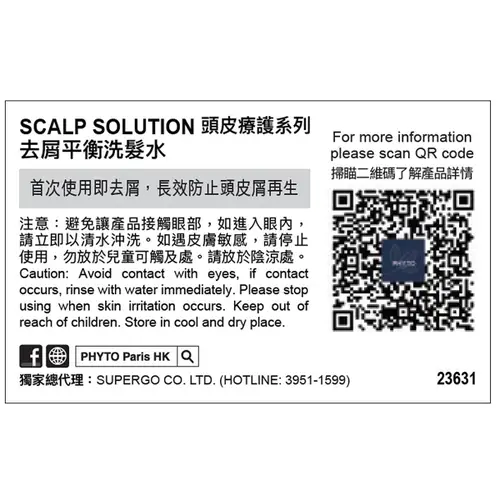 SCALP SOLUTION 頭皮療護系列
去屑平衡洗髮水
首次使用即去屑，長效防止頭皮屑再生
注意：避免讓產品接觸眼部，如進入眼內，
請立即以清水沖洗。如遇皮膚敏感，請停止
使用，勿放於兒童可觸及處。請放於陰涼處。
Caution: Avoid contact with eyes, if contact
occurs, rinse with water immediately. Please stop
using when skin irritation occurs. Keep out of
reach of children. Store in cool and dry place.
For more information
please scan QR code
掃瞄二維碼了解產品詳情
PHYTO
PHYTO Paris HK
獨家總代理：SUPERGO CO. LTD. (HOTLINE: 3951-1599)
23631